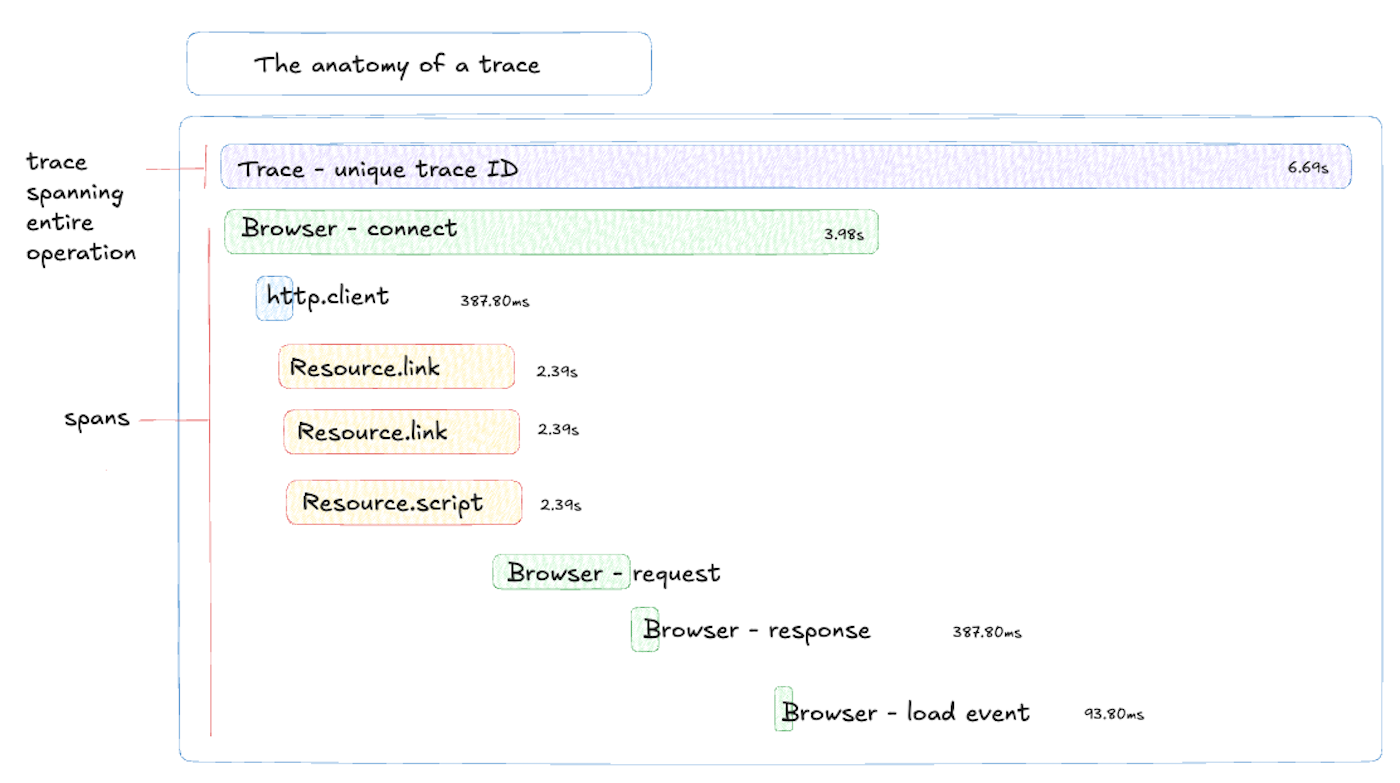 The anatomy of a trace
trace
spanning
entire
operation
Trace - unique trace ID 6.69s
Browser - connect 3.98s
http.client 387.80ms
Resource.link 2.39s
spans
Resource.link 2.39s
Resource.script 2.39s
Browser - request
Browser - response 387.80ms
Browser - load event 93.80ms